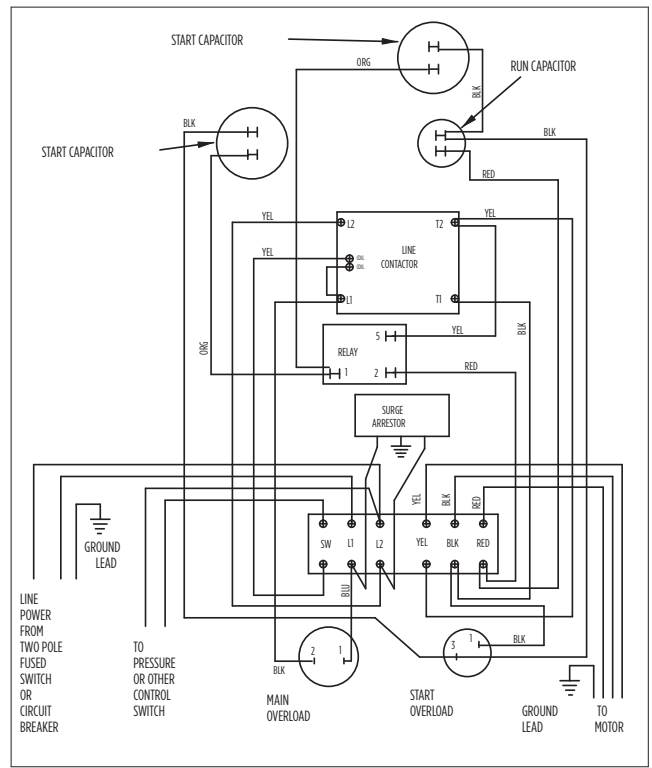 START CAPACITOR
ORG
RUN CAPACITOR
BLK
BLK
BLK
START CAPACITOR
RED
YEL
L2
T2
YEL
YEL
COIL
COIL
LINE
CONTACTOR
L1
T1
BLK
5
YEL
ORG
RELAY
1
2
RED
SURGE
ARRESTOR
YEL
BLK
RED
GROUND
LEAD
SW
L1
L2
YEL
BLK
RED
BLU
LINE
POWER
FROM
TWO POLE
FUSED
SWITCH
OR
CIRCUIT
BREAKER
TO
PRESSURE
OR OTHER
CONTROL
SWITCH
2
1
BLK
MAIN
OVERLOAD
3
1
BLK
START
OVERLOAD
GROUND
LEAD
TO
MOTOR